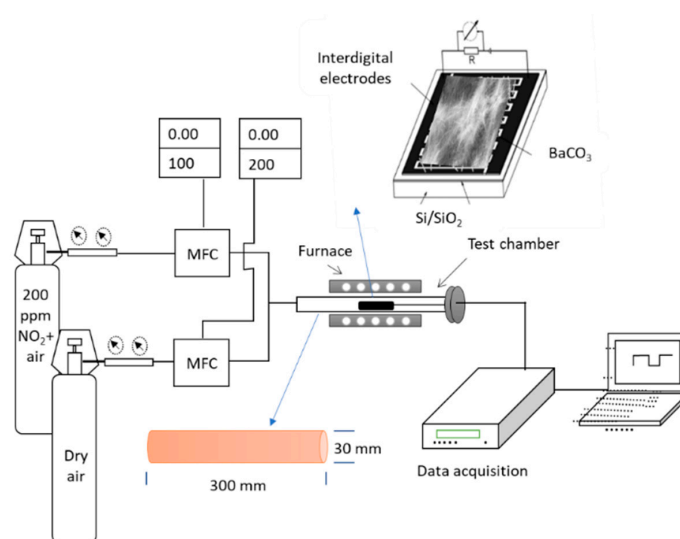 R
Interdigital
electrodes
BaCO₃
Si/SiO₂
0.00
100
0.00
200
MFC
MFC
Furnace
Test chamber
200
ppm
NO₂+
air
Dry
air
30 mm
300 mm
Data acquisition